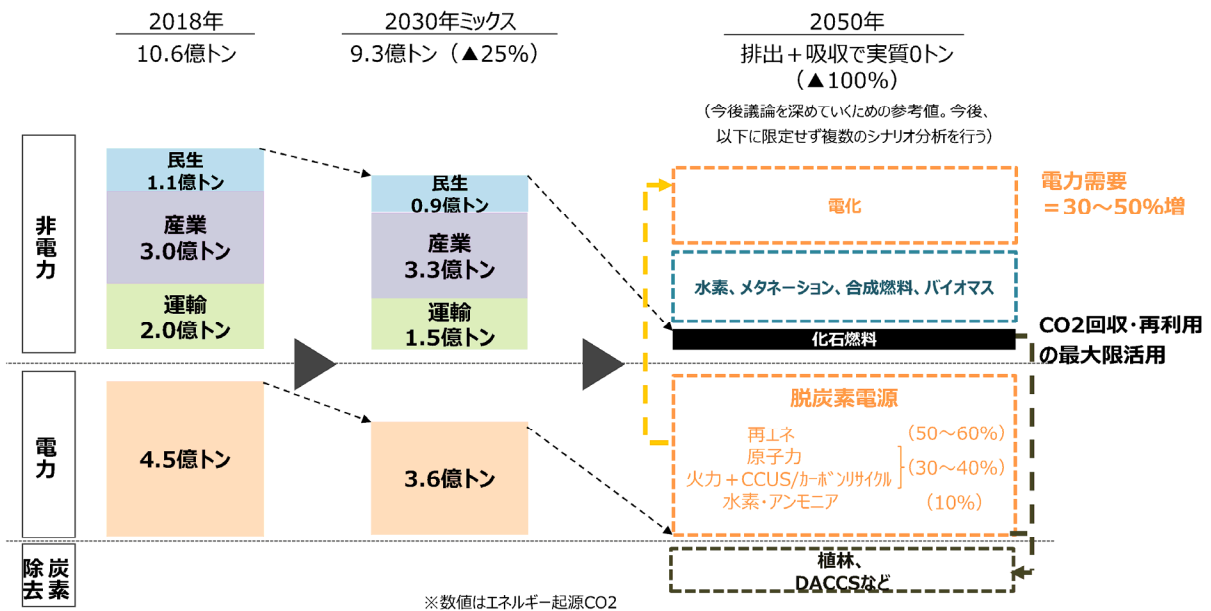 2018年
10.6億トン
2030年ミックス
9.3億トン（▲25%）
2050年
排出＋吸収で実質0トン
（▲100%）
（今後議論を深めていくための参考値。今後、
以下に限定せず複数のシナリオ分析を行う）
非電力
民生
1.1億トン
産業
3.0億トン
運輸
2.0億トン
民生
0.9億トン
産業
3.3億トン
運輸
1.5億トン
電化
電力需要
＝30～50%増
水素、メタネーション、合成燃料、バイオマス
化石燃料
CO2回収・再利用
の最大限活用
電力
4.5億トン
3.6億トン
脱炭素電源
再エネ （50～60%）
原子力
火力＋CCUS/カーボンリサイクル （30～40%）
水素・アンモニア （10%）
炭素
除去
植林、
DACCSなど
※数値はエネルギー起源CO2